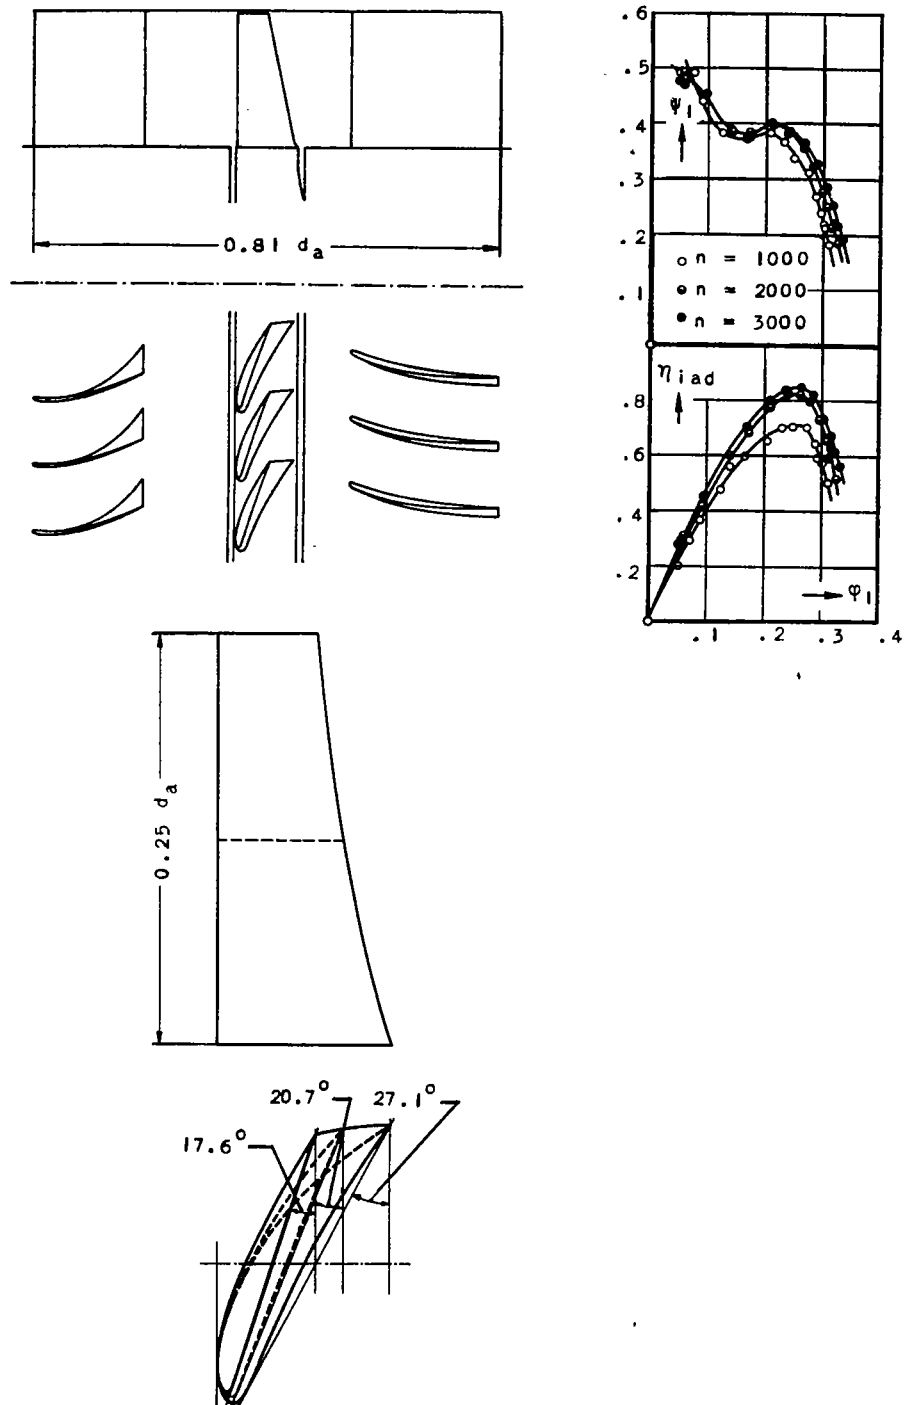 0.81 dₐ
.6
.5
.4
.3
.2
.1
ψ₁
o n = 1000
n = 2000
n = 3000
η i ad
.8
.6
.4
.2
φ₁
.1 .2 .3 .4
0.25 dₐ
20.7° 27.1°
17.6°